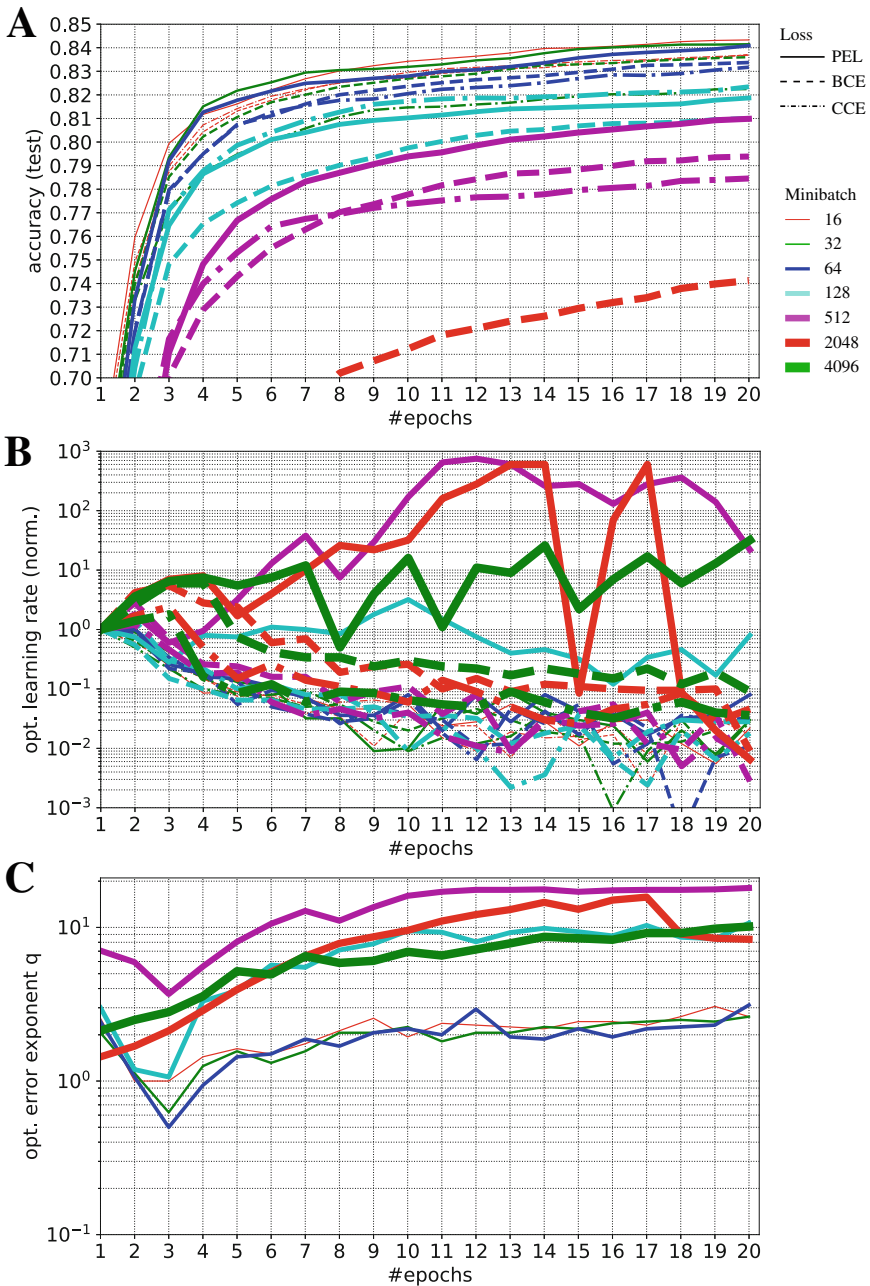 A
accuracy (test)
0.85
0.84
0.83
0.82
0.81
0.80
0.79
0.78
0.77
0.76
0.75
0.74
0.73
0.72
0.71
0.70
1 2 3 4 5 6 7 8 9 10 11 12 13 14 15 16 17 18 19 20
#epochs
Loss
PEL
BCE
CCE
Minibatch
16
32
64
128
512
2048
4096
B
opt. learning rate (norm.)
10³
10²
10¹
10⁰
10⁻¹
10⁻²
10⁻³
1 2 3 4 5 6 7 8 9 10 11 12 13 14 15 16 17 18 19 20
#epochs
C
opt. error exponent q
10¹
10⁰
10⁻¹
1 2 3 4 5 6 7 8 9 10 11 12 13 14 15 16 17 18 19 20
#epochs